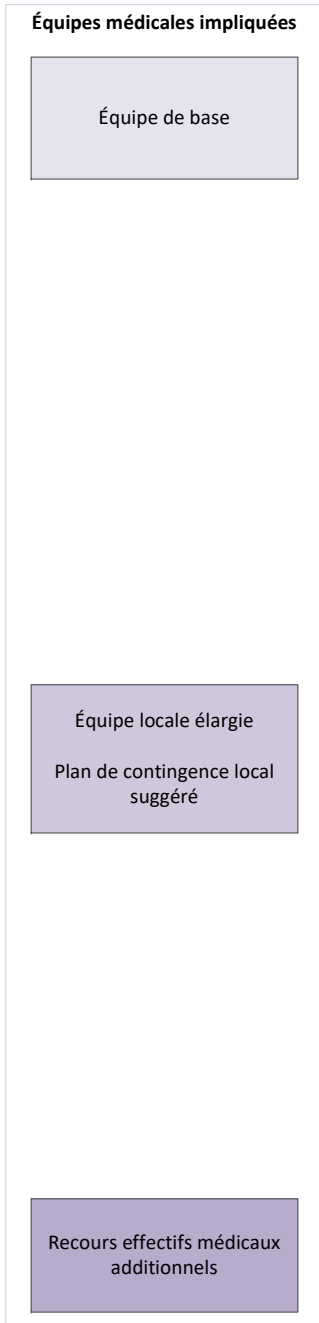 Équipes médicales impliquées
Équipe de base
Équipe locale élargie
Plan de contingence local
suggéré
Recours effectifs médicaux
additionnels